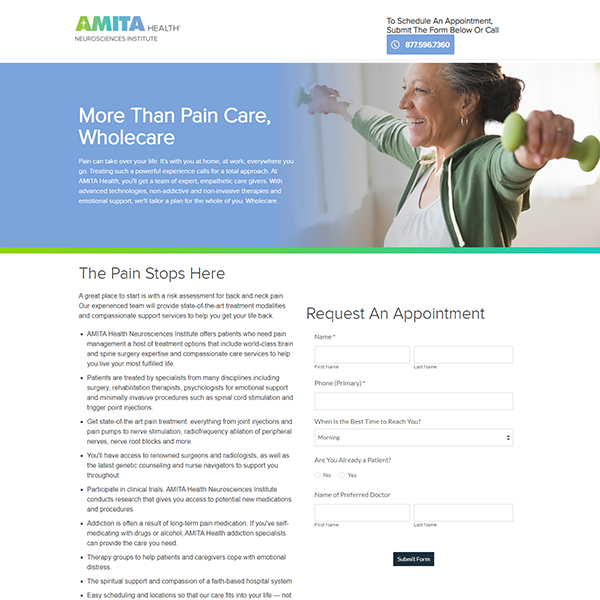 AMITA HEALTH
NEUROSCIENCES INSTITUTE
To Schedule An Appointment,
Submit The Form Below Or Call
877.596.7360
More Than Pain Care,
Wholecare
Pain can take over your life. It's with you at home, at work, everywhere you
go. Treating such a powerful experience calls for a total approach. At
AMITA Health, you'll get a team of expert, empathetic care givers. With
advanced technologies, non-addictive and non-invasive therapies and
emotional support, we'll tailor a plan for the whole of you. Wholecare.
The Pain Stops Here
A great place to start is with a risk assessment for back and neck pain.
Our experienced team will provide state-of-the-art treatment modalities
and compassionate support services to help you get your life back.
• AMITA Health Neurosciences Institute offers patients who need pain
management a host of treatment options that include world-class brain
and spine surgery expertise and compassionate care services to help
you live your most fulfilled life.
• Patients are treated by specialists from many disciplines including
surgery, rehabilitation therapists, psychologists for emotional support
and minimally invasive procedures such as spinal cord stimulation and
trigger point injections.
• Get state-of-the art pain treatment: everything from joint injections and
pain pumps to nerve stimulation, radiofrequency ablation of peripheral
nerves, nerve root blocks and more.
• You'll have access to renowned surgeons and radiologists, as well as
the latest genetic counseling and nurse navigators to support you
throughout
• Participate in clinical trials. AMITA Health Neurosciences Institute
conducts research that gives you access to potential new medications
and procedures.
• Addiction is often a result of long-term pain medication. If you've self-
medicating with drugs or alcohol, AMITA Health addiction specialists
can provide the care you need.
• Therapy groups to help patients and caregivers cope with emotional
distress.
• The spiritual support and compassion of a faith-based hospital system
• Easy scheduling and locations so that our care fits into your life — not
Request An Appointment
Name *
First Name Last Name
Phone (Primary) *
When Is the Best Time to Reach You?
Morning
Are You Already a Patient?
No Yes
Name of Preferred Doctor
First Name Last Name
Submit Form